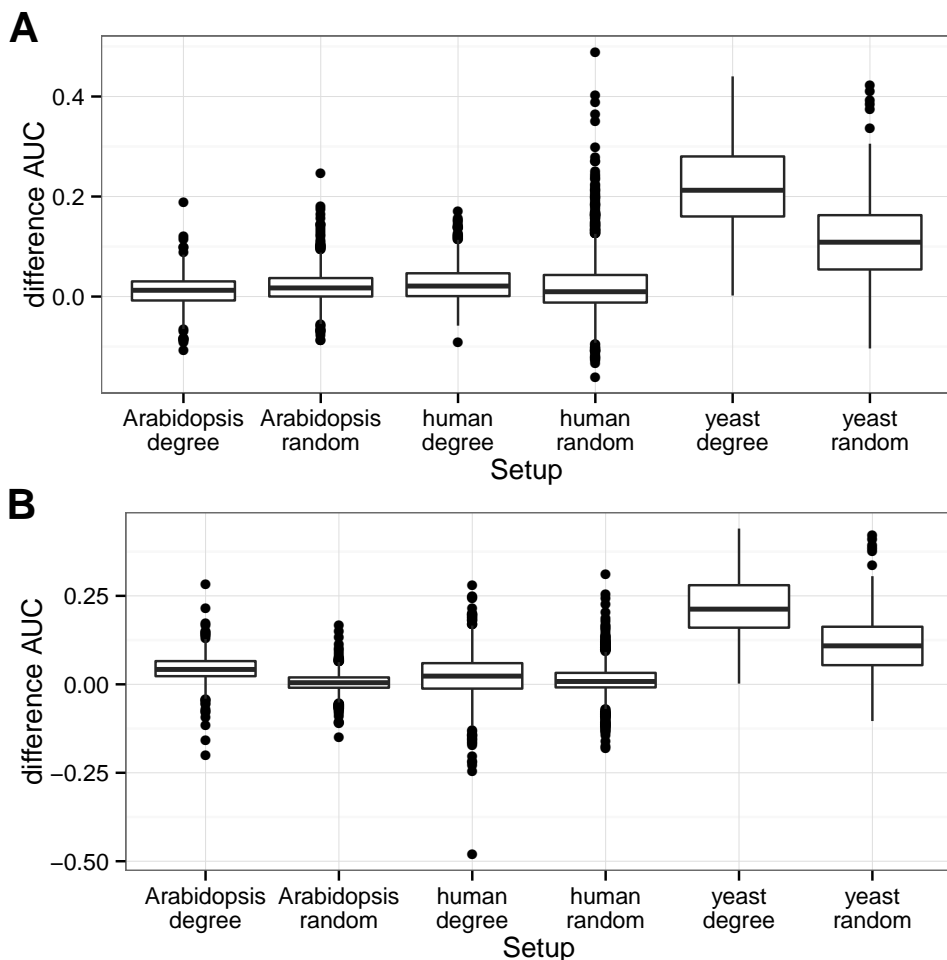 A
difference AUC
0.4
0.2
0.0
Arabidopsis degree
Arabidopsis random
human degree
human random
yeast degree
yeast random
Setup
B
difference AUC
0.25
0.00
−0.25
−0.50
Arabidopsis degree
Arabidopsis random
human degree
human random
yeast degree
yeast random
Setup